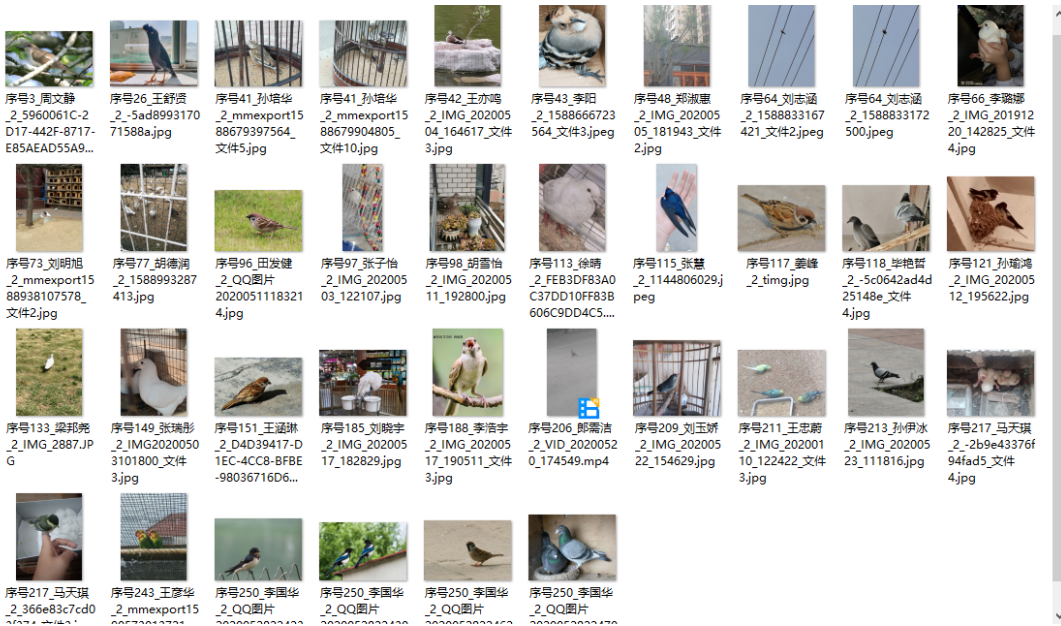 序号3_周文静
_2_5960061C-2
D17-442F-8717-
E85AEAD55A9...
序号26_王舒贤
_2_-5ad8993170
71588a.jpg
序号41_孙培华
_2_mmexport15
88679397564_
文件5.jpg
序号41_孙培华
_2_mmexport15
88679904805_
文件10.jpg
序号42_王亦鸣
_2_IMG_202005
04_164617_文件
3.jpg
序号43_李阳
_2_1588666723
564_文件3.jpeg
序号48_郑淑惠
_2_IMG_202005
05_181943_文件
2.jpg
序号64_刘志涵
_2_1588833167
421_文件2.jpeg
序号64_刘志涵
_2_1588833172
500.jpeg
序号66_李璐娜
_2_IMG_201912
20_142825_文件
4.jpg
序号73_刘明旭
_2_mmexport15
88938107578_
文件2.jpg
序号77_胡德润
_2_1588993287
413.jpg
序号96_田发健
_2_QQ图片
2020051118321
4.jpg
序号97_张子怡
_2_IMG_202005
03_122107.jpg
序号98_胡雪怡
_2_IMG_202005
11_192800.jpg
序号113_徐晴
_2_FEB3DF83A0
C37DD10FF83B
606C9DD4C5....
序号115_张慧
_2_1144806029.j
peg
序号117_姜峰
_2_timg.jpg
序号118_毕艳皙
_2_-5c0642ad4d
25148e_文件
4.jpg
序号121_孙瑜鸿
_2_IMG_202005
12_195622.jpg
序号133_梁邦尧
_2_IMG_2887.JP
G
序号149_张瑞彤
_2_IMG2020050
3101800_文件
3.jpg
序号151_王涵琳
_2_D4D39417-D
1EC-4CC8-BFBE
-98036716D6...
序号185_刘晓宇
_2_IMG_202005
17_182829.jpg
序号188_李浩宇
_2_IMG_202005
17_190511_文件
3.jpg
序号206_郎需洁
_2_VID_2020052
0_174549.mp4
序号209_刘玉娇
_2_IMG_202005
22_154629.jpg
序号211_王忠蔚
_2_IMG_202001
10_122422_文件
3.jpg
序号213_孙伊冰
_2_IMG_202005
23_111816.jpg
序号217_马天琪
_2_-2b9e43376f
94fad5_文件
4.jpg
序号217_马天琪
_2_366e83c7cd0
序号243_王彦华
_2_mmexport15
序号250_李国华
_2_QQ图片
序号250_李国华
_2_QQ图片
序号250_李国华
_2_QQ图片
序号250_李国华
_2_QQ图片